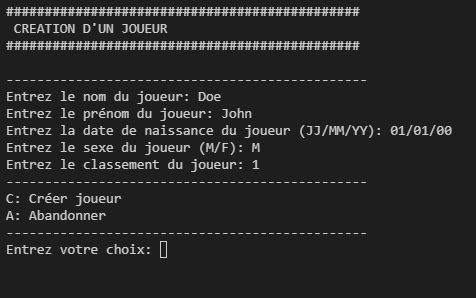 ##############################################
CREATION D'UN JOUEUR
##############################################
-----------------------------------------------
Entrez le nom du joueur: Doe
Entrez le prénom du joueur: John
Entrez la date de naissance du joueur (JJ/MM/YY): 01/01/00
Entrez le sexe du joueur (M/F): M
Entrez le classement du joueur: 1
-----------------------------------------------
C: Créer joueur
A: Abandonner
-----------------------------------------------
Entrez votre choix: